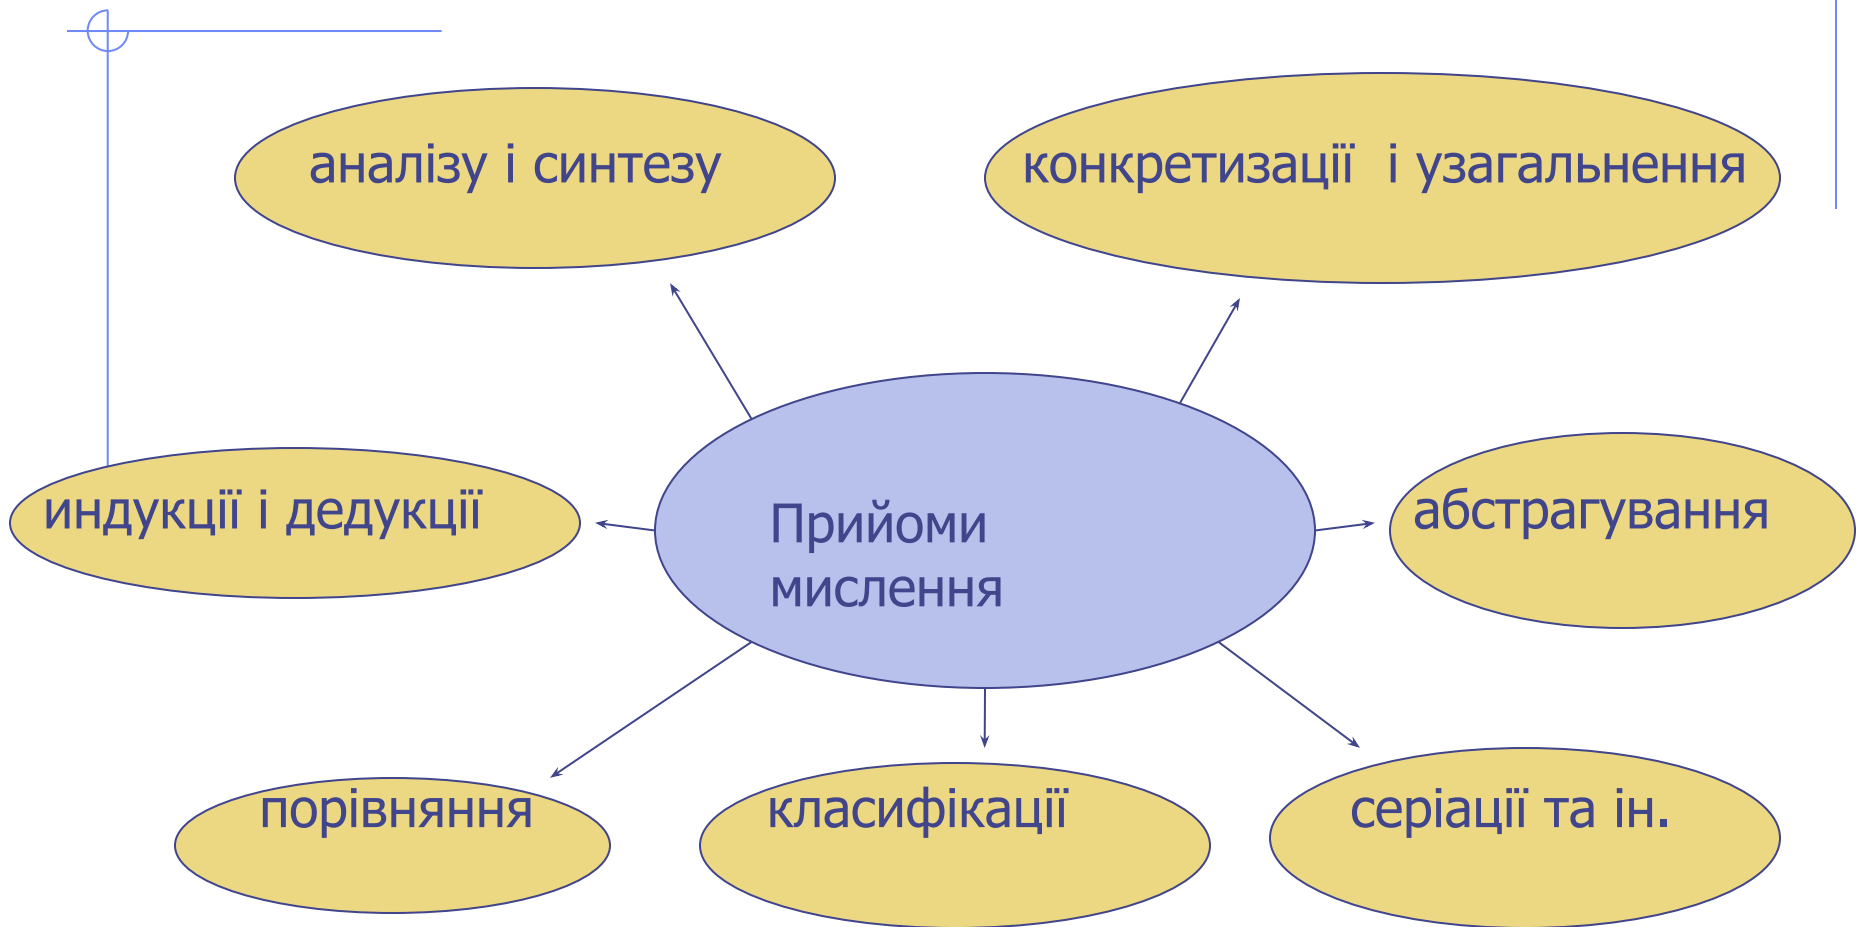 аналізу і синтезу
конкретизації і узагальнення
индукції і дедукції
Прийоми
мислення
абстрагування
порівняння
класифікації
серіації та ін.